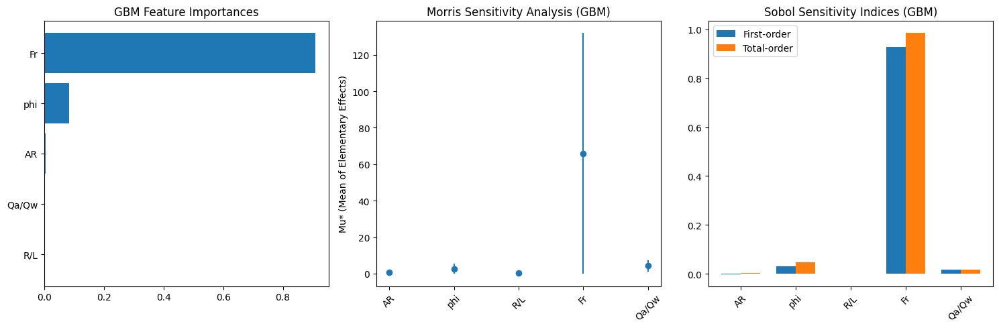 GBM Feature Importances
Fr
phi
AR
Qa/Qw
R/L
0.0 0.2 0.4 0.6 0.8
Morris Sensitivity Analysis (GBM)
Mu* (Mean of Elementary Effects)
120
100
80
60
40
20
0
AR phi R/L Fr Qa/Qw
Sobol Sensitivity Indices (GBM)
First-order
Total-order
1.0
0.8
0.6
0.4
0.2
0.0
AR phi R/L Fr Qa/Qw